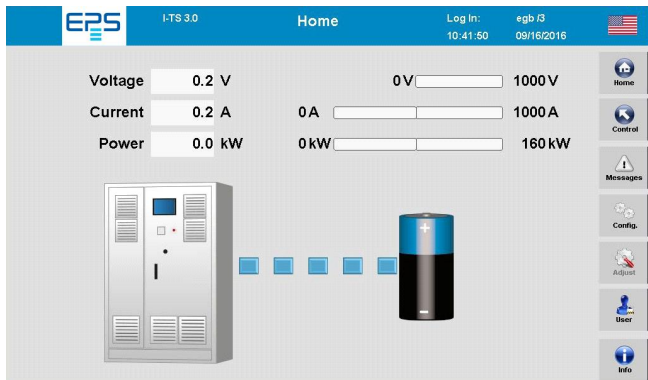 EPS
I-TS 3.0
Home
Log In: egb /3
10:41:50 09/16/2016
Voltage 0.2 V 0 V 1000 V
Current 0.2 A 0 A 1000 A
Power 0.0 kW 0 kW 160 kW
Home
Control
Messages
Config.
Adjust
User
Info